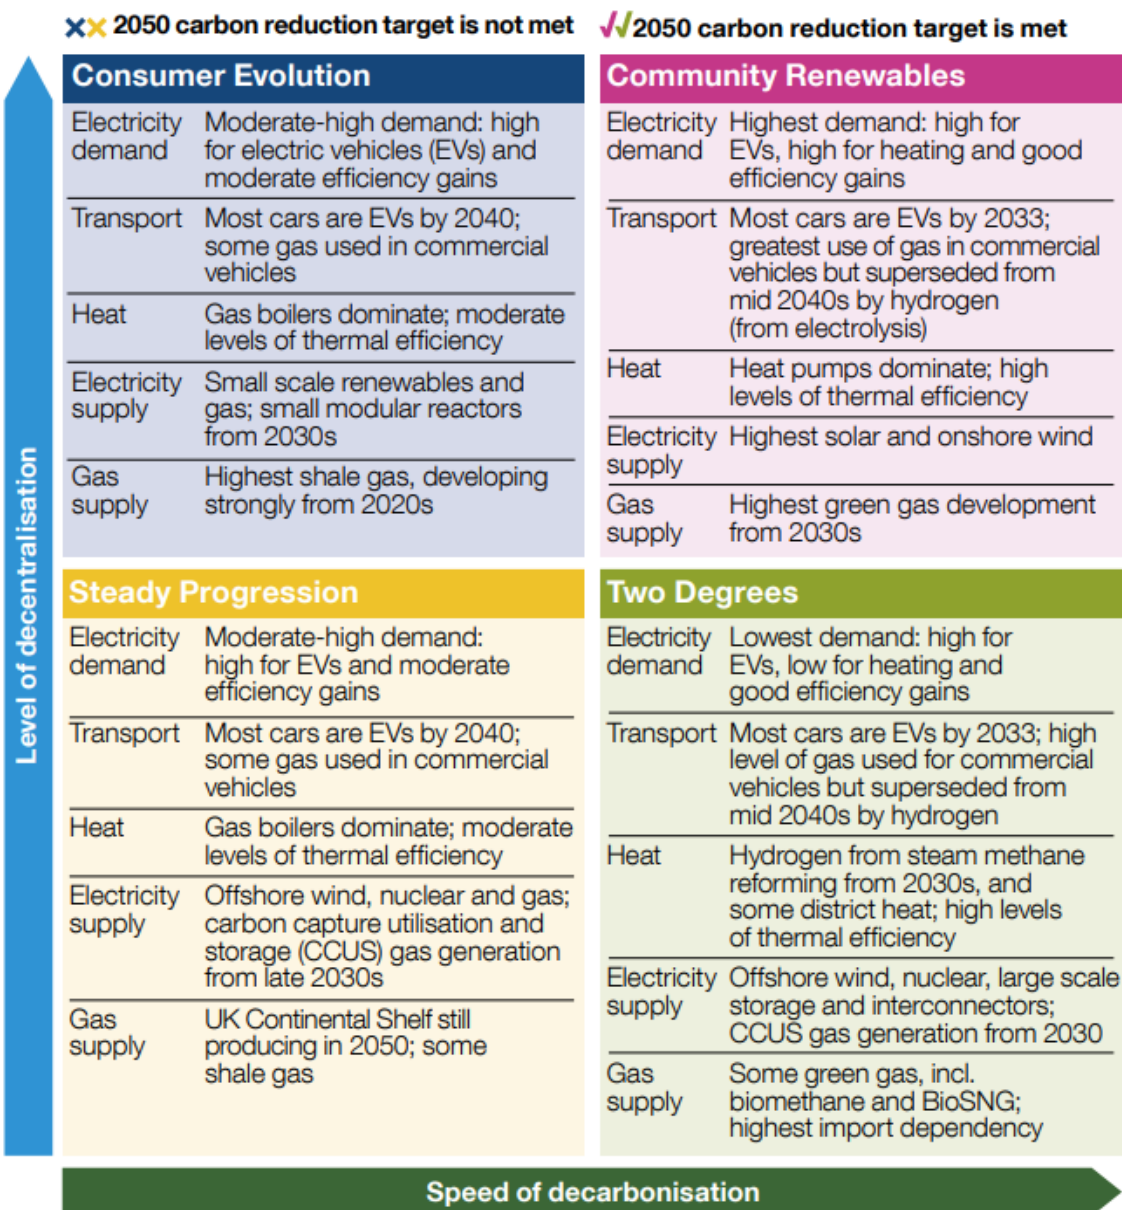 2050 carbon reduction target is not met
2050 carbon reduction target is met
Level of decentralisation
Consumer Evolution
Electricity demand
Moderate-high demand: high
for electric vehicles (EVs) and
moderate efficiency gains
Transport
Most cars are EVs by 2040;
some gas used in commercial
vehicles
Heat
Gas boilers dominate; moderate
levels of thermal efficiency
Electricity
supply
Small scale renewables and
gas; small modular reactors
from 2030s
Gas
supply
Highest shale gas, developing
strongly from 2020s
Community Renewables
Electricity
demand
Highest demand: high for
EVs, high for heating and good
efficiency gains
Transport
Most cars are EVs by 2033;
greatest use of gas in commercial
vehicles but superseded from
mid 2040s by hydrogen
(from electrolysis)
Heat
Heat pumps dominate; high
levels of thermal efficiency
Electricity
supply
Highest solar and onshore wind
Gas
supply
Highest green gas development
from 2030s
Steady Progression
Electricity
demand
Moderate-high demand:
high for EVs and moderate
efficiency gains
Transport
Most cars are EVs by 2040;
some gas used in commercial
vehicles
Heat
Gas boilers dominate; moderate
levels of thermal efficiency
Electricity
supply
Offshore wind, nuclear and gas;
carbon capture utilisation and
storage (CCUS) gas generation
from late 2030s
Gas
supply
UK Continental Shelf still
producing in 2050; some
shale gas
Two Degrees
Electricity
demand
Lowest demand: high for
EVs, low for heating and
good efficiency gains
Transport
Most cars are EVs by 2033; high
level of gas used for commercial
vehicles but superseded from
mid 2040s by hydrogen
Heat
Hydrogen from steam methane
reforming from 2030s, and
some district heat; high levels
of thermal efficiency
Electricity
supply
Offshore wind, nuclear, large scale
storage and interconnectors;
CCUS gas generation from 2030
Gas
supply
Some green gas, incl.
biomethane and BioSNG;
highest import dependency
Speed of decarbonisation